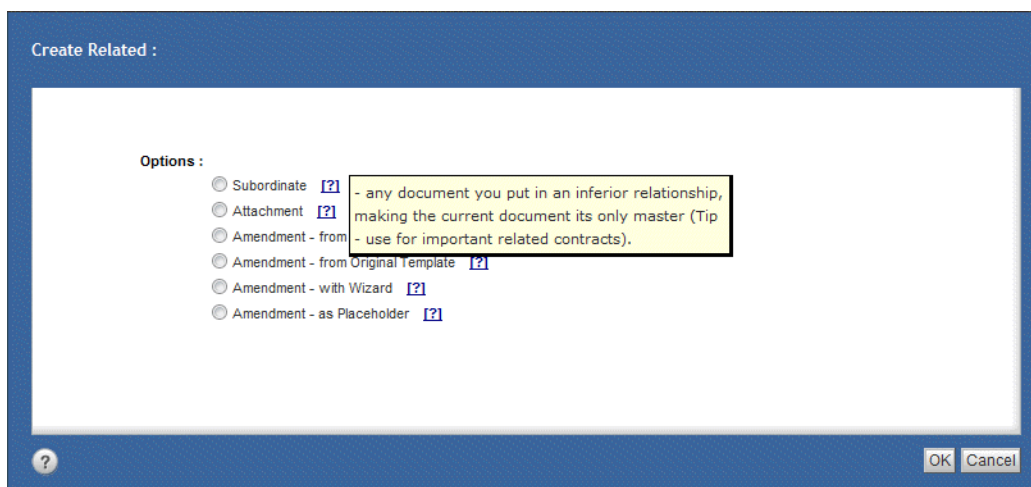 Create Related :
Options :
Subordinate [?]
- any document you put in an inferior relationship,
making the current document its only master (Tip
- use for important related contracts).
Attachment [?]
Amendment - from
Amendment - from Original Template [?]
Amendment - with Wizard [?]
Amendment - as Placeholder [?]
?
OK Cancel